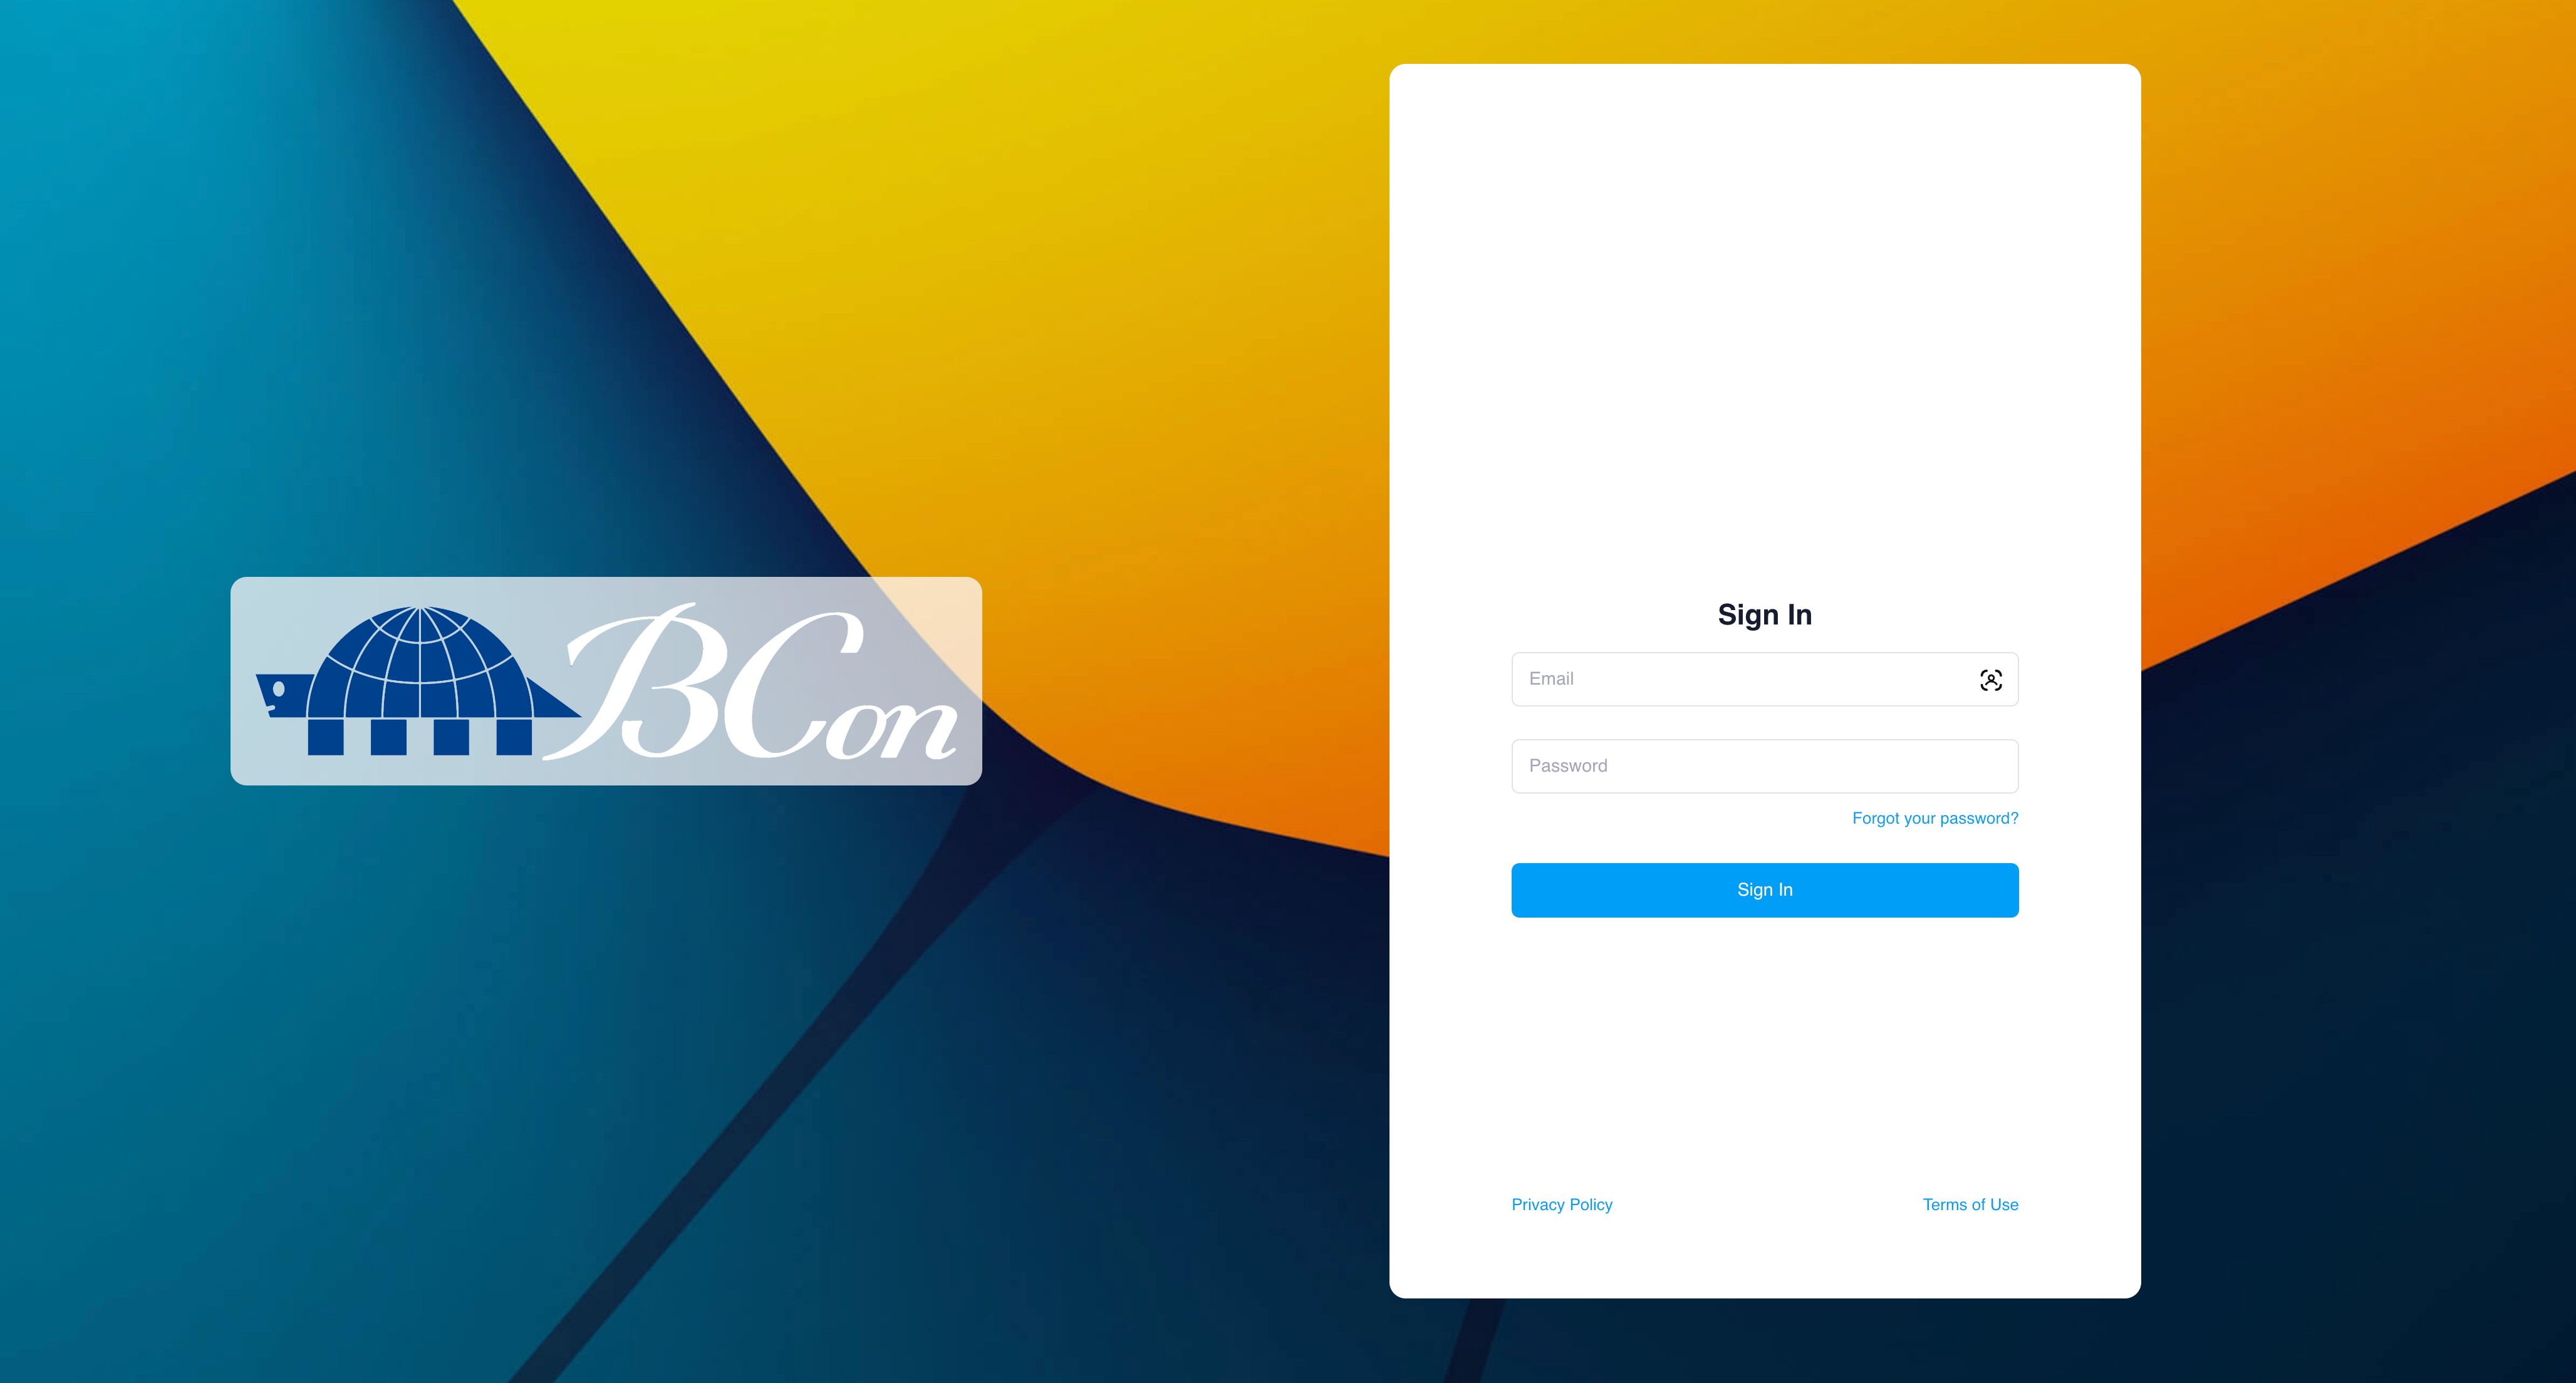 BCon
Sign In
Email
Password
Forgot your password?
Sign In
Privacy Policy
Terms of Use